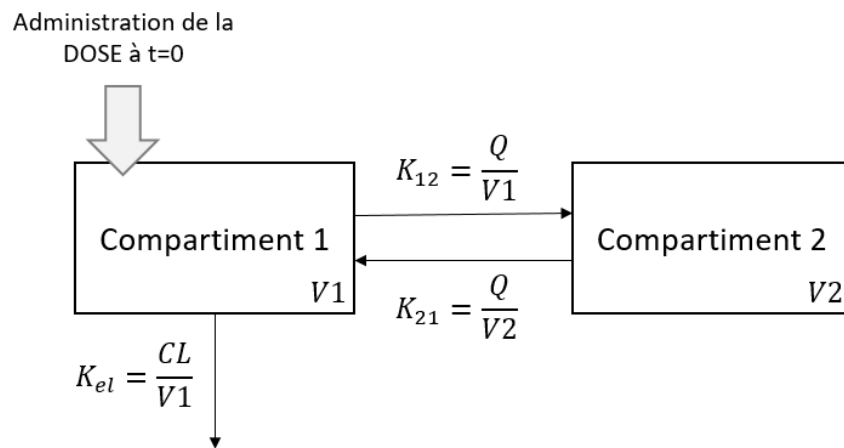 Administration de la
DOSE à t=0
K₁₂ = Q/V1
Compartiment 1
V1
Compartiment 2
V2
K₂₁ = Q/V2
Kₑₗ = CL/V1